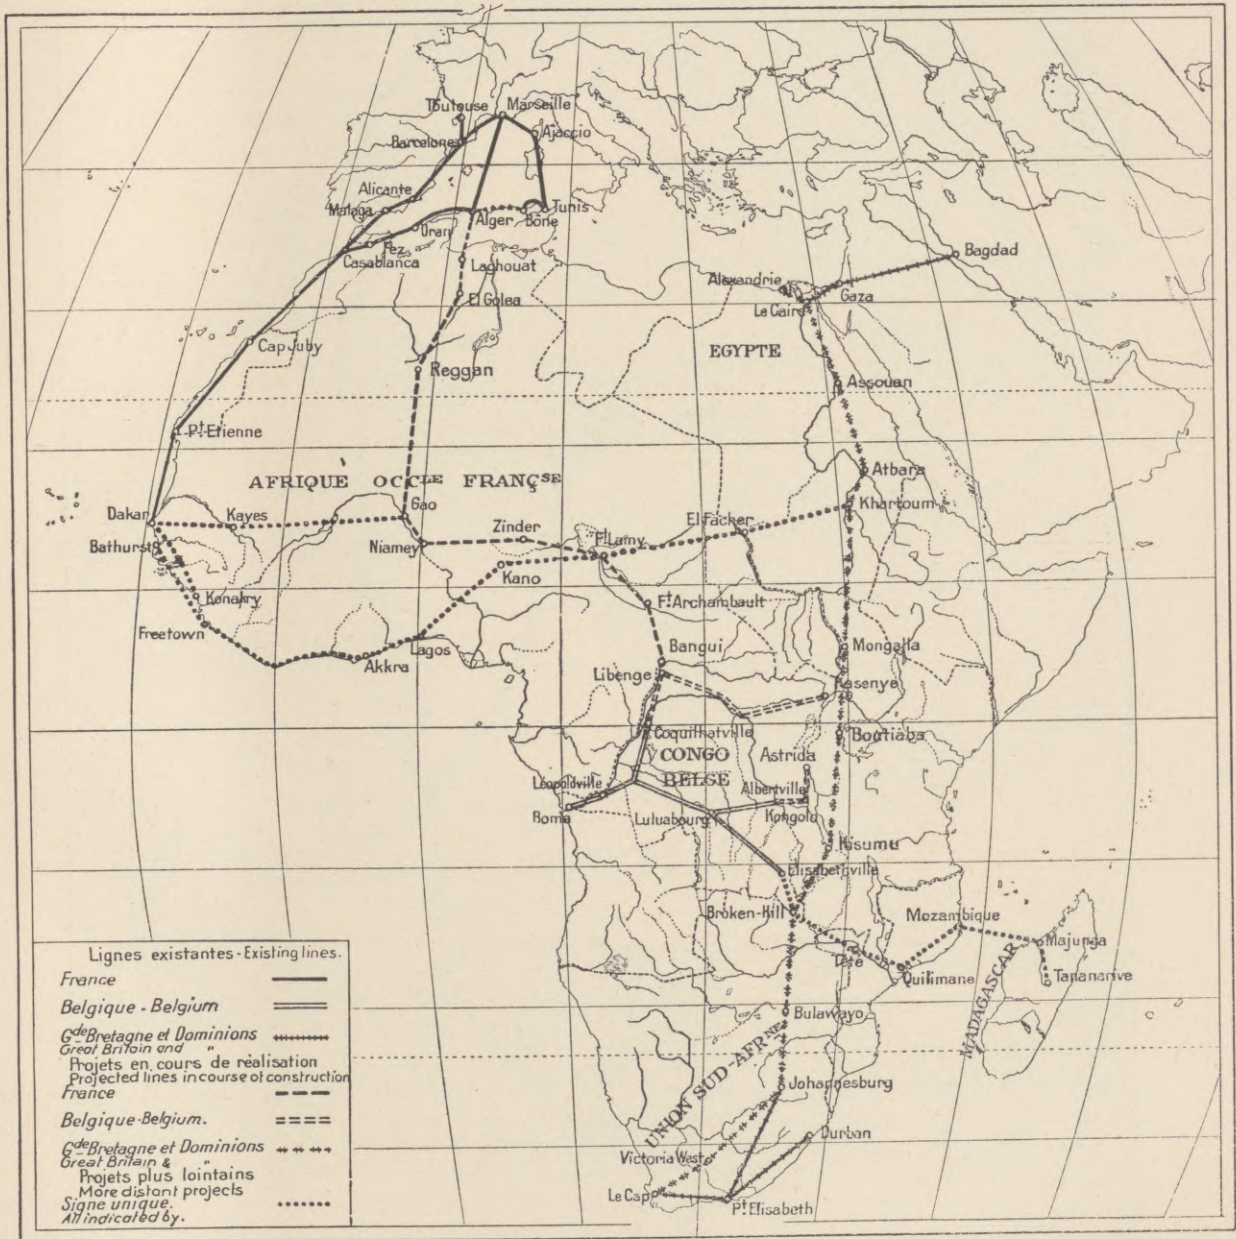 Toulouse
Marseille
Ajaccio
Barcelone
Alicante
Malaga
Alger
Bône
Tunis
Oran
Fez
Casablanca
Laghouat
El Golea
Bagdad
Alexandrie
Gaza
Le Caire
Cap Juby
EGYPTE
Reggan
Assouan
Pt. Etienne
Atbara
AFRIQUE OCCLE FRANÇSE
Dakar
Kayes
Gao
Khartoum
Zinder
El Facher
Bathurst
Niamey
Ft Lamy
Kano
Konakry
Ft. Archambault
Freetown
Akkra
Lagos
Bangui
Mongalla
Libenge
Kasenye
Coquilhatville
Boutiaba
CONGO
BELGE
Astrida
Léopoldville
Albertville
Boma
Luluabourg
Kongolo
Kisumu
Elisabethville
Broken-Hill
Mozambique
Majunga
Tete
Quilimane
Tananarive
MADAGASCAR
Bulawayo
UNION SUD-AFRNE
Johannesburg
Durban
Victoria West
Le Cap
Pt. Elisabeth
Lignes existantes - Existing lines.
France
Belgique - Belgium
Gde Bretagne et Dominions
Great Britain and "
Projets en cours de réalisation
Projected lines in course of construction
France
Belgique-Belgium.
Gde Bretagne et Dominions
Great Britain & "
Projets plus lointains
More distant projects
Signe unique.
All indicated by.